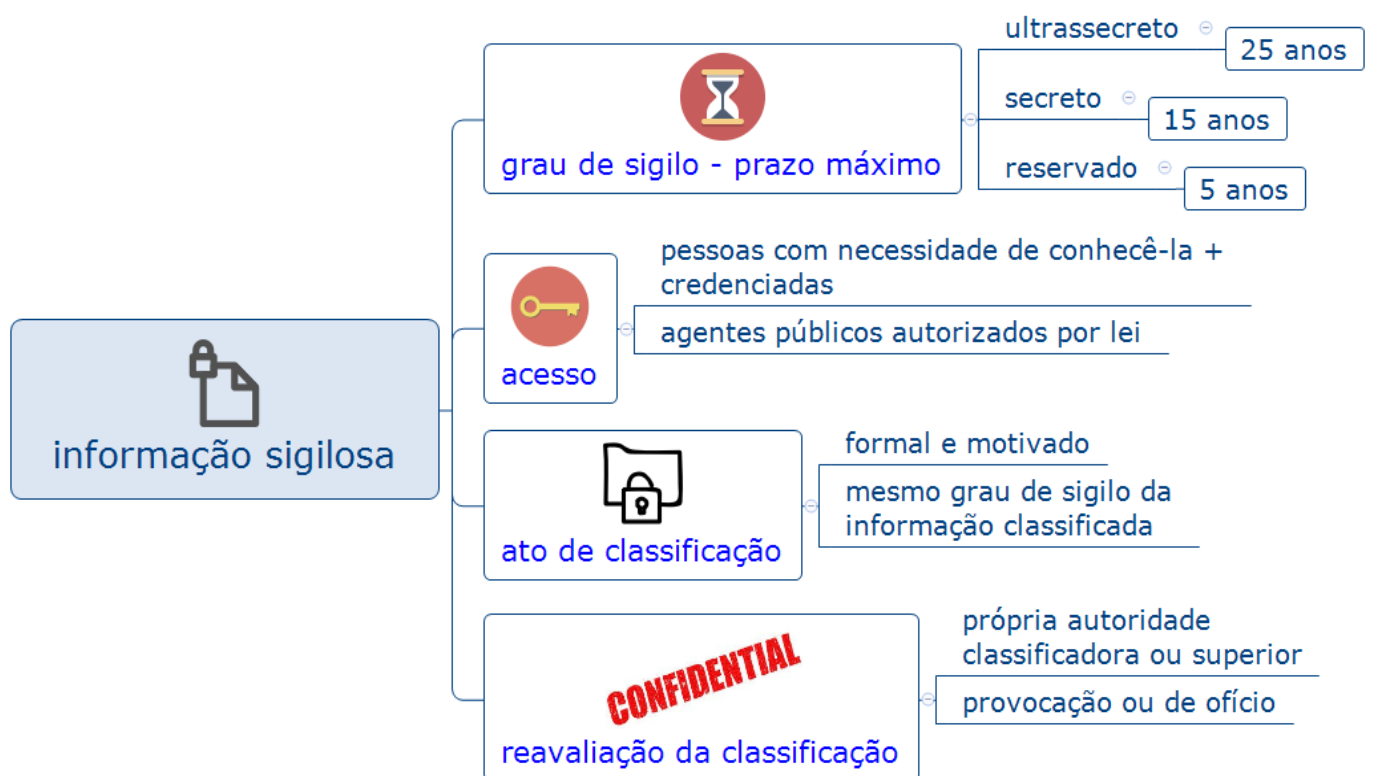 informação sigilosa
grau de sigilo - prazo máximo
ultrassecreto
25 anos
secreto
15 anos
reservado
5 anos
acesso
pessoas com necessidade de conhecê-la +
credenciadas
agentes públicos autorizados por lei
ato de classificação
formal e motivado
mesmo grau de sigilo da
informação classificada
CONFIDENTIAL
reavaliação da classificação
própria autoridade
classificadora ou superior
provocação ou de ofício